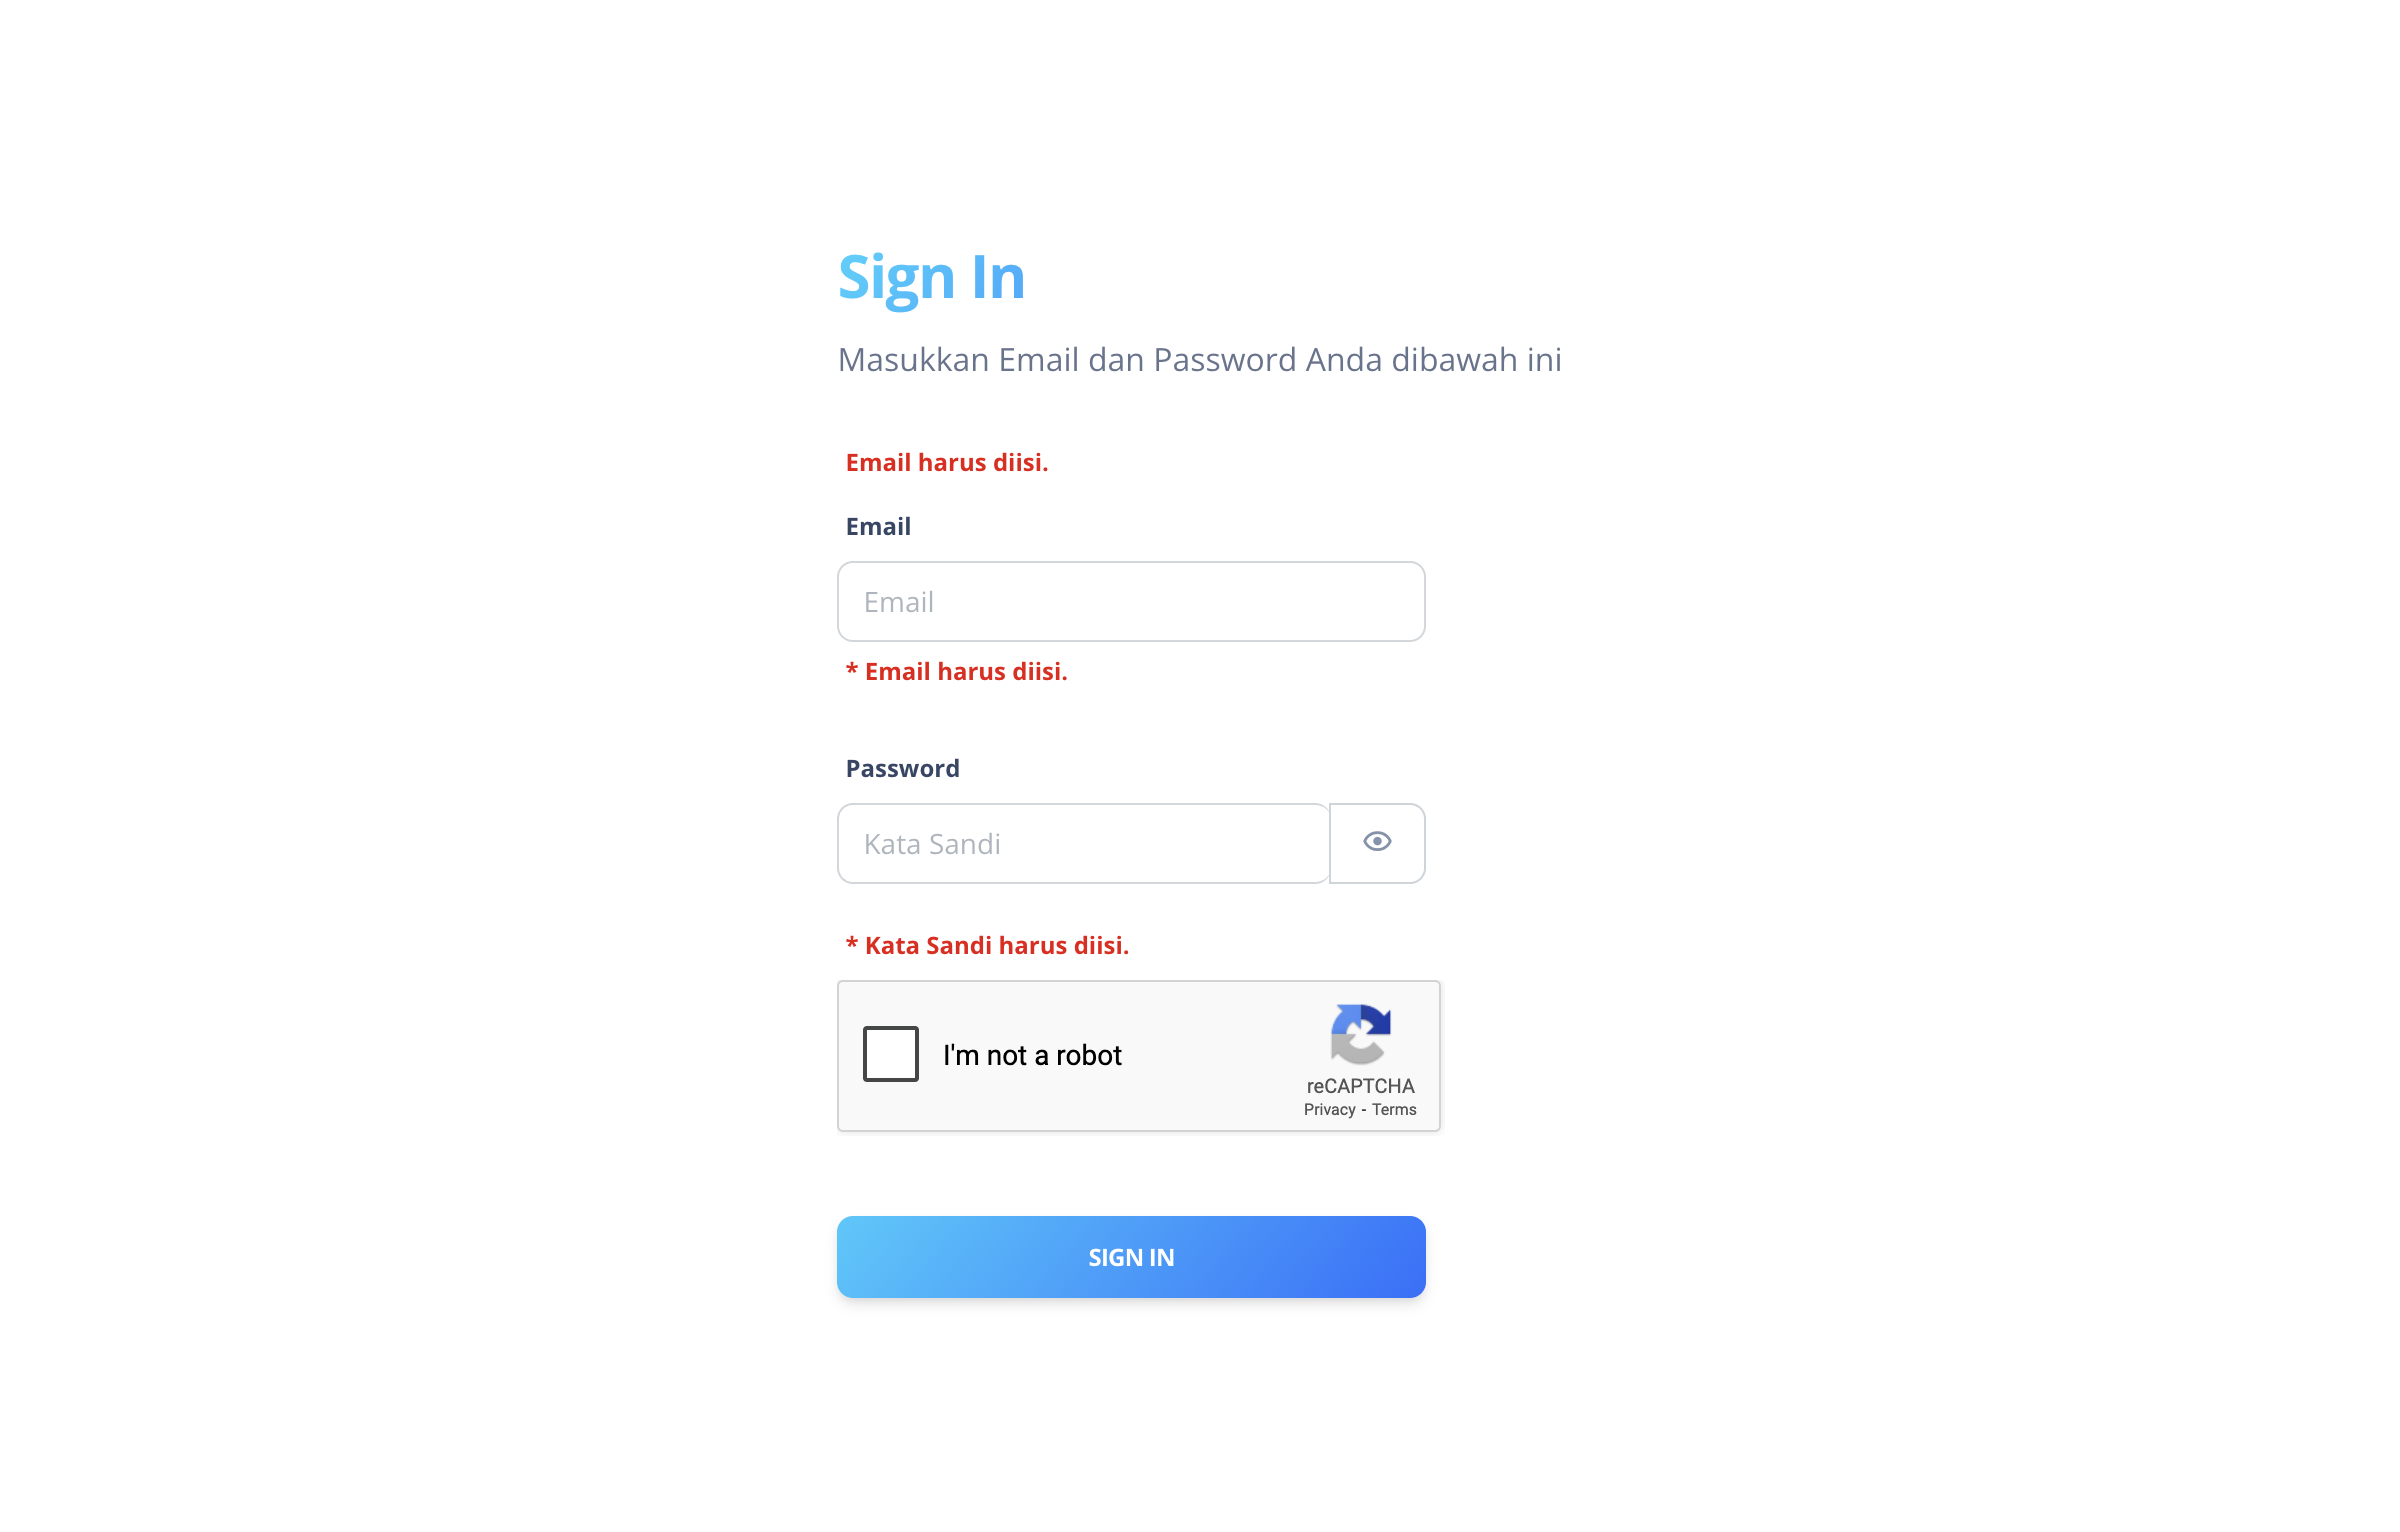 Sign In
Masukkan Email dan Password Anda dibawah ini
Email harus diisi.
Email
Email
* Email harus diisi.
Password
Kata Sandi
* Kata Sandi harus diisi.
I'm not a robot
reCAPTCHA
Privacy - Terms
SIGN IN